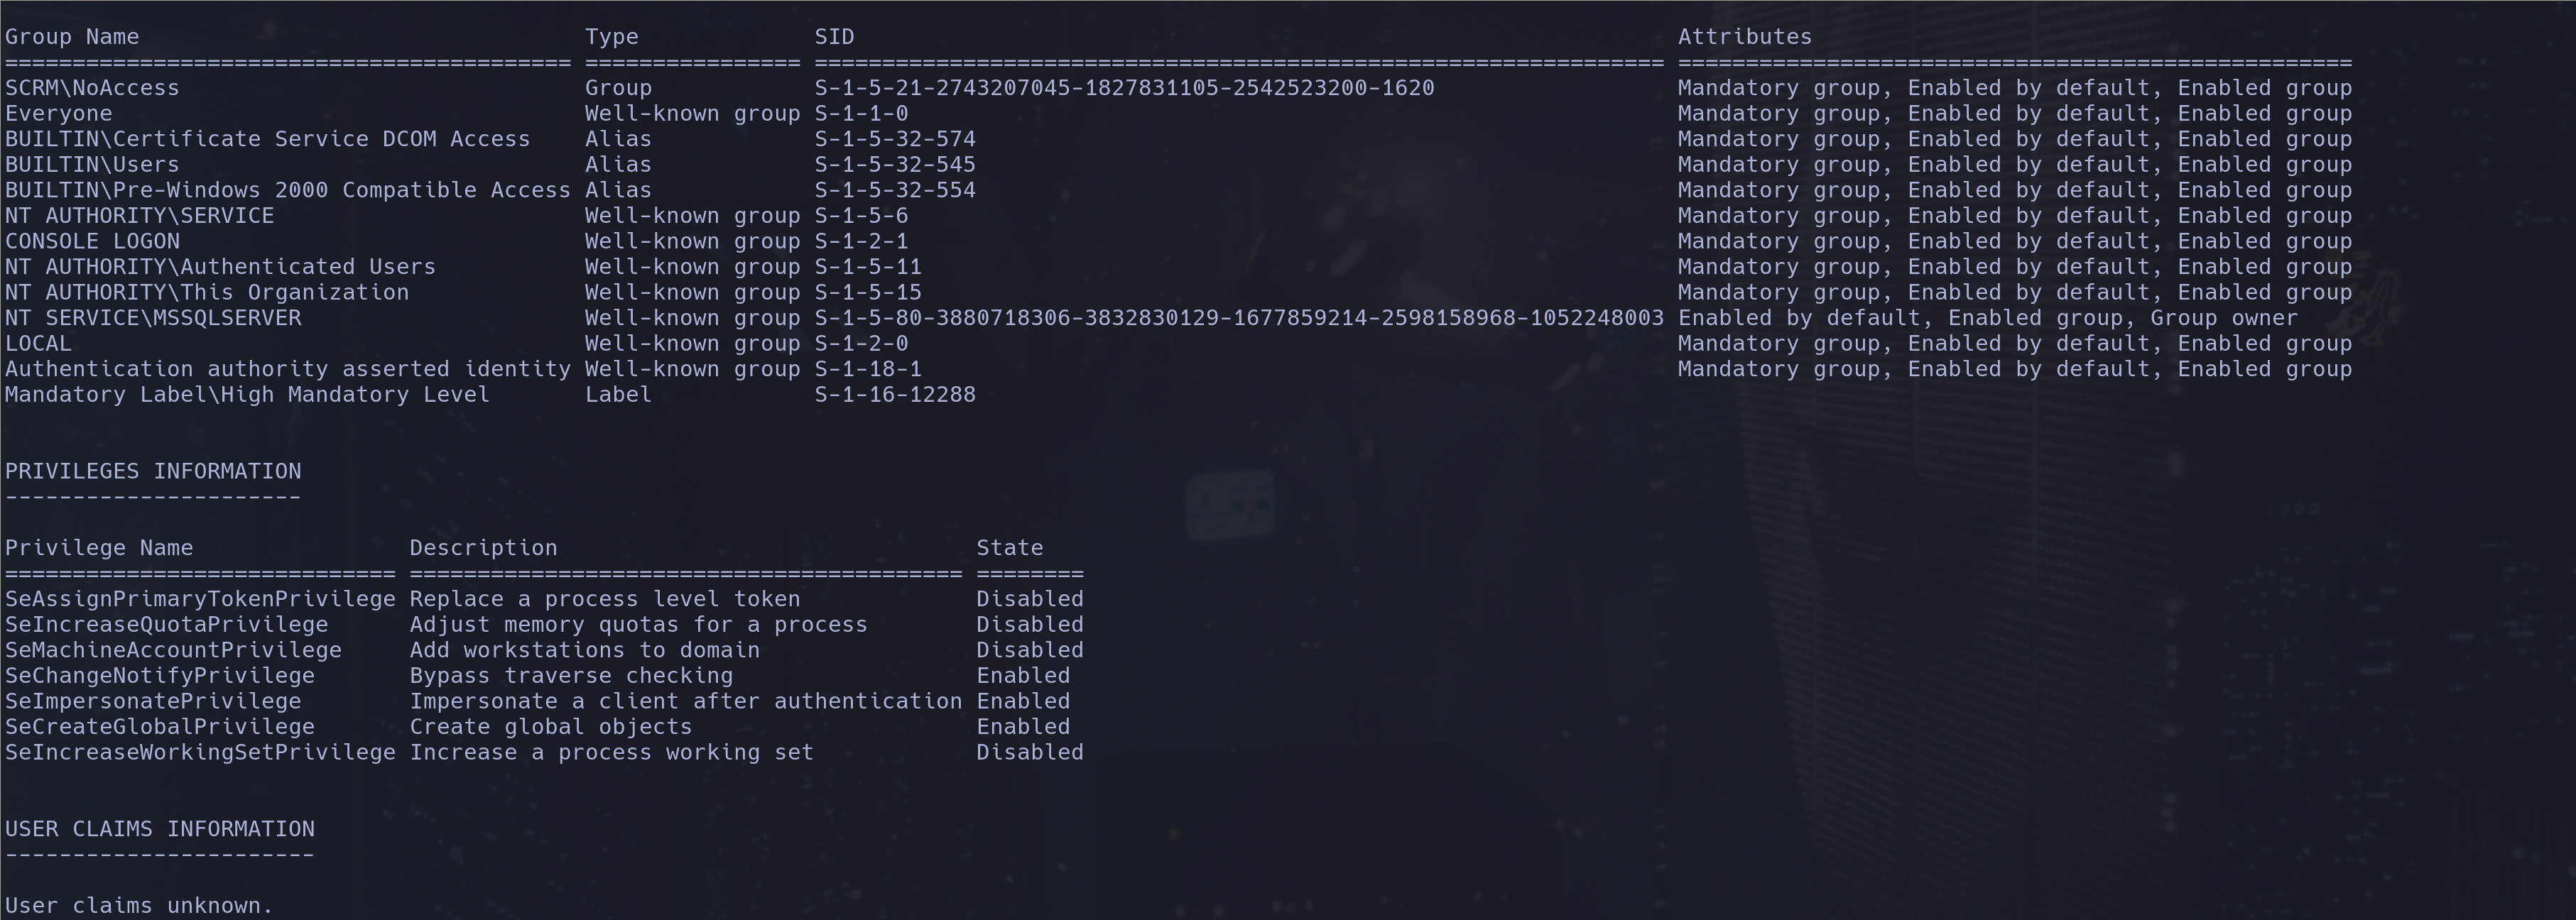 Group Name Type SID Attributes
========================================== ================ =============================================================== ==================================================
SCRM\NoAccess Group S-1-5-21-2743207045-1827831105-2542523200-1620 Mandatory group, Enabled by default, Enabled group
Everyone Well-known group S-1-1-0 Mandatory group, Enabled by default, Enabled group
BUILTIN\Certificate Service DCOM Access Alias S-1-5-32-574 Mandatory group, Enabled by default, Enabled group
BUILTIN\Users Alias S-1-5-32-545 Mandatory group, Enabled by default, Enabled group
BUILTIN\Pre-Windows 2000 Compatible Access Alias S-1-5-32-554 Mandatory group, Enabled by default, Enabled group
NT AUTHORITY\SERVICE Well-known group S-1-5-6 Mandatory group, Enabled by default, Enabled group
CONSOLE LOGON Well-known group S-1-2-1 Mandatory group, Enabled by default, Enabled group
NT AUTHORITY\Authenticated Users Well-known group S-1-5-11 Mandatory group, Enabled by default, Enabled group
NT AUTHORITY\This Organization Well-known group S-1-5-15 Mandatory group, Enabled by default, Enabled group
NT SERVICE\MSSQLSERVER Well-known group S-1-5-80-3880718306-3832830129-1677859214-2598158968-1052248003 Enabled by default, Enabled group, Group owner
LOCAL Well-known group S-1-2-0 Mandatory group, Enabled by default, Enabled group
Authentication authority asserted identity Well-known group S-1-18-1 Mandatory group, Enabled by default, Enabled group
Mandatory Label\High Mandatory Level Label S-1-16-12288
PRIVILEGES INFORMATION
----------------------
Privilege Name Description State
============================= ========================================= ========
SeAssignPrimaryTokenPrivilege Replace a process level token Disabled
SeIncreaseQuotaPrivilege Adjust memory quotas for a process Disabled
SeMachineAccountPrivilege Add workstations to domain Disabled
SeChangeNotifyPrivilege Bypass traverse checking Enabled
SeImpersonatePrivilege Impersonate a client after authentication Enabled
SeCreateGlobalPrivilege Create global objects Enabled
SeIncreaseWorkingSetPrivilege Increase a process working set Disabled
USER CLAIMS INFORMATION
-----------------------
User claims unknown.